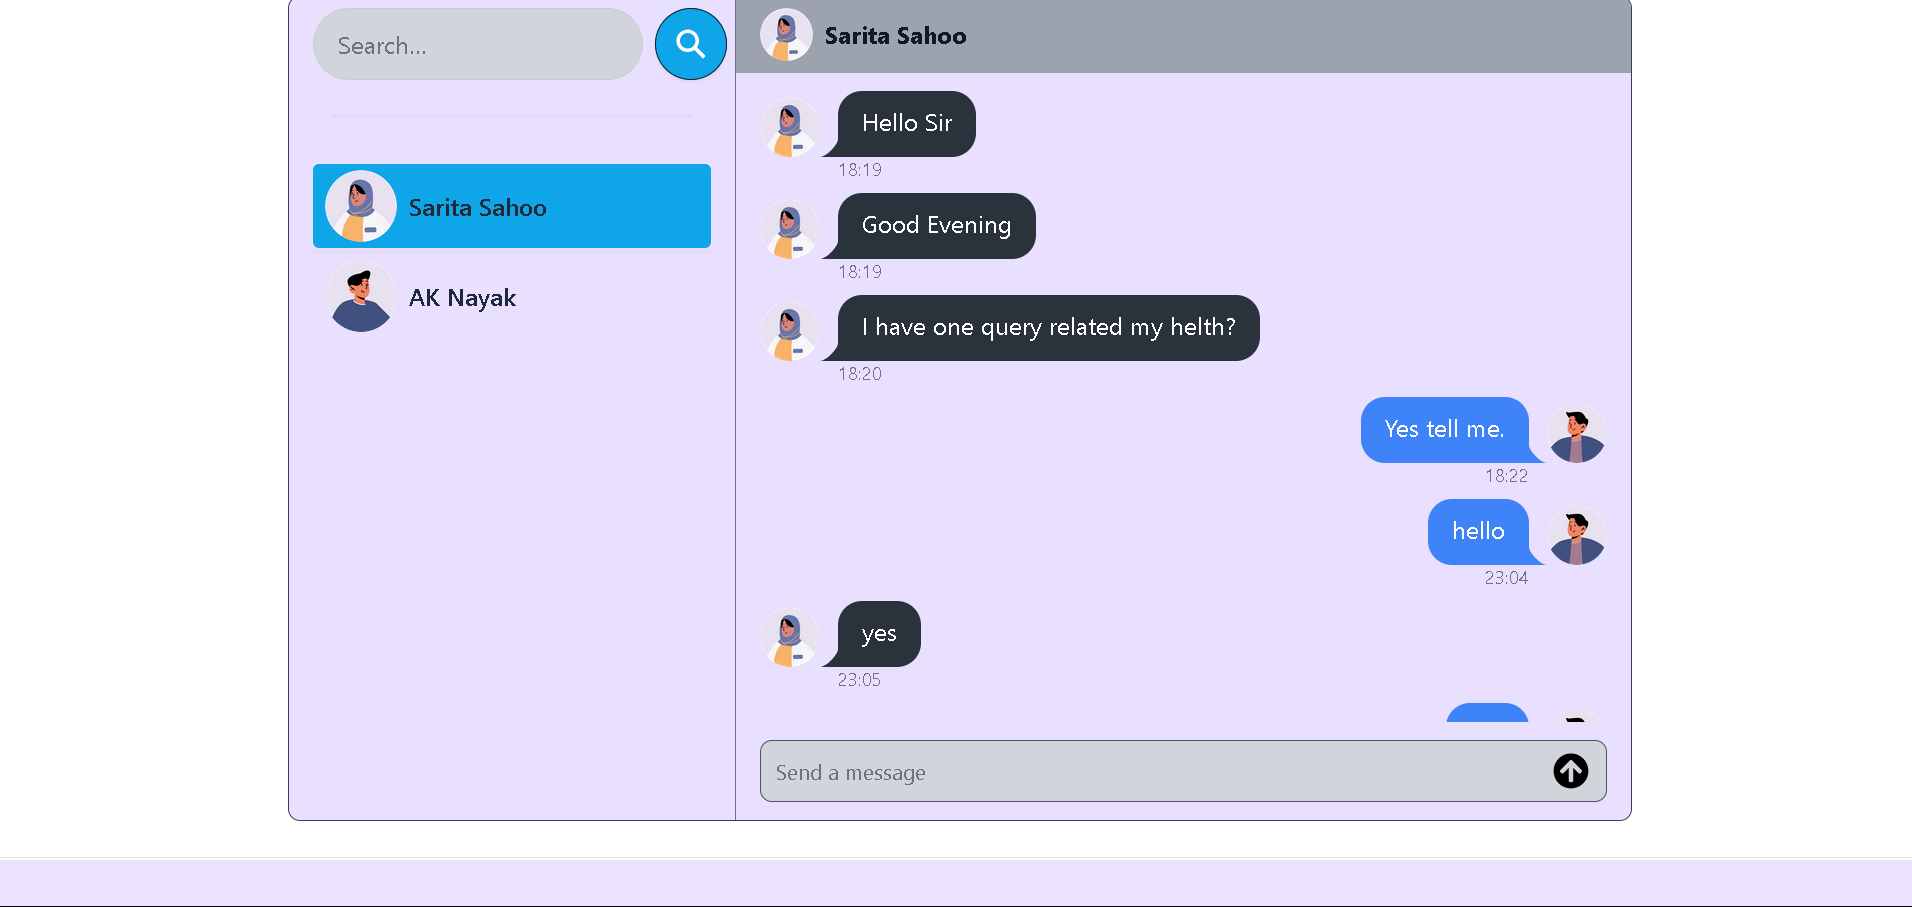 Search...
Sarita Sahoo
AK Nayak
Sarita Sahoo
Hello Sir
18:19
Good Evening
18:19
I have one query related my helth?
18:20
Yes tell me.
18:22
hello
23:04
yes
23:05
Send a message